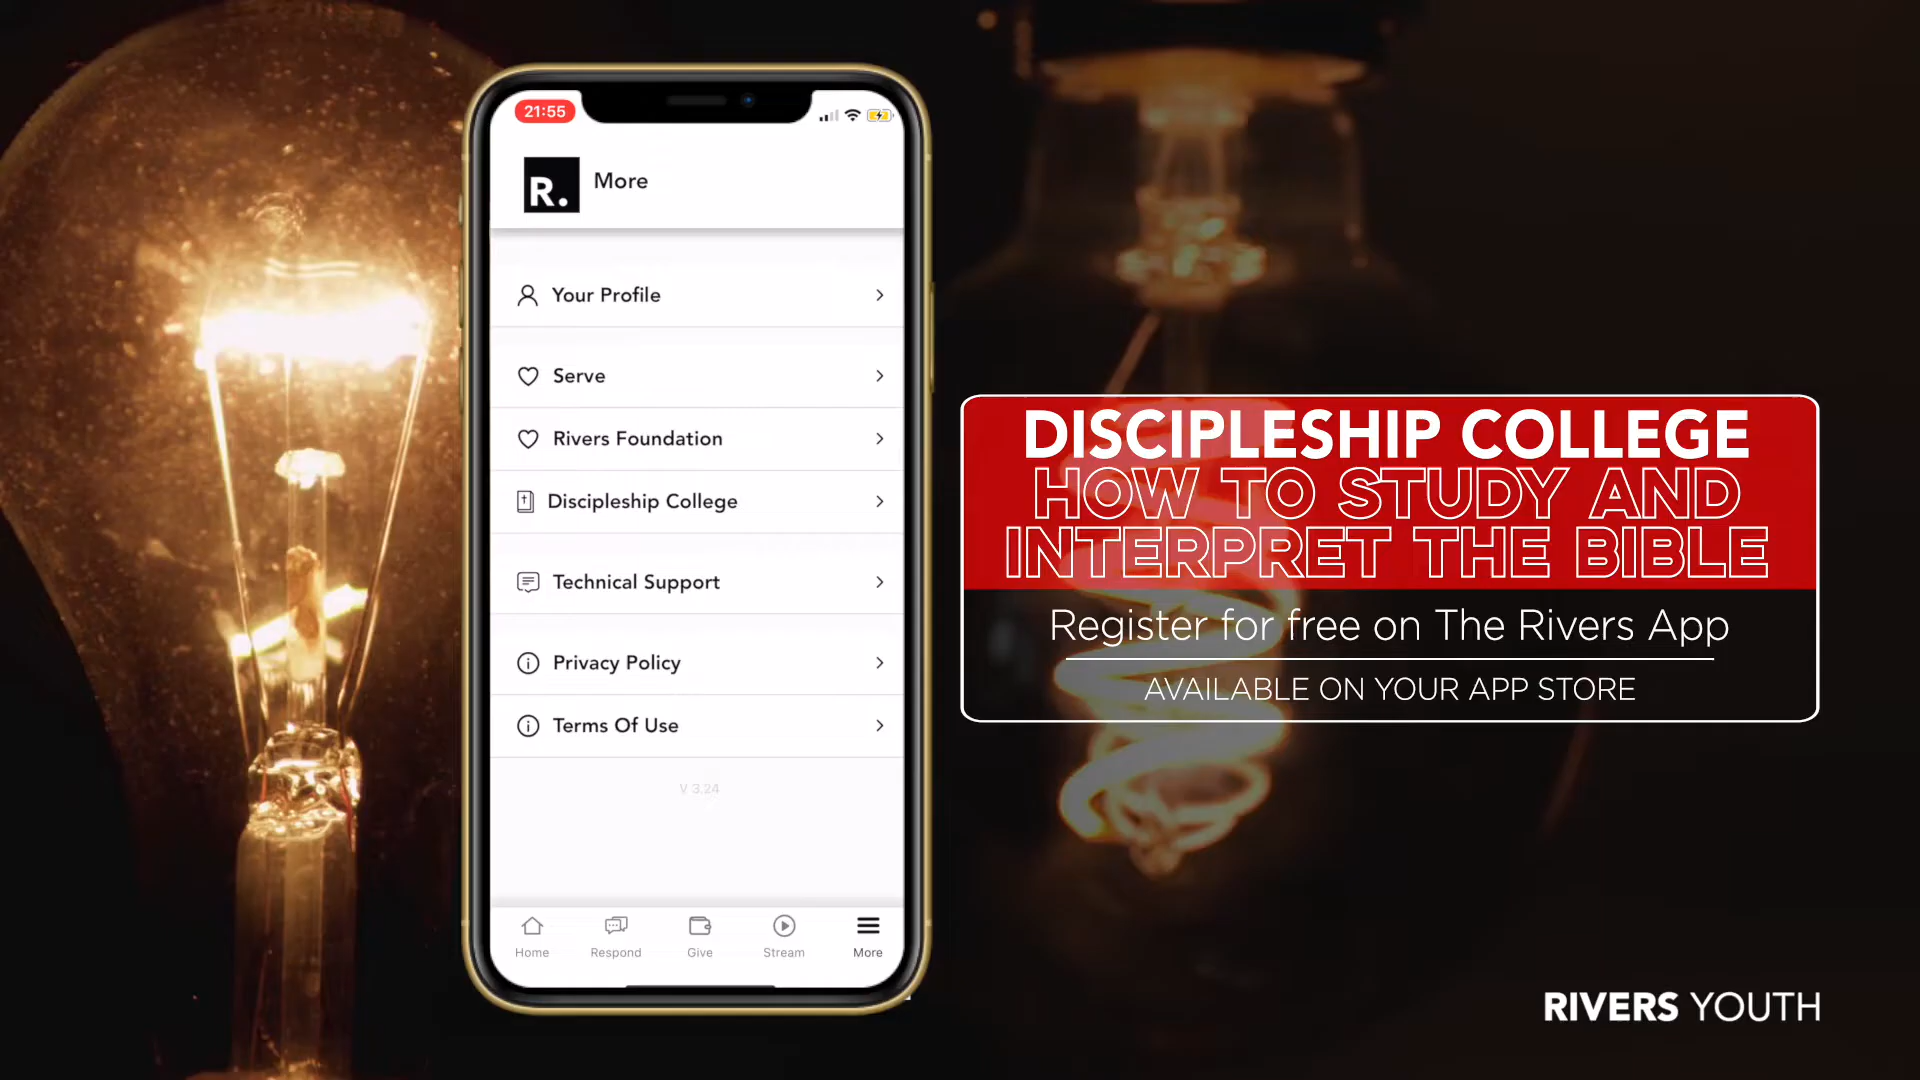 21:55
R.
More
Your Profile
Serve
Rivers Foundation
Discipleship College
Technical Support
Privacy Policy
Terms Of Use
V 3.24
Home
Respond
Give
Stream
More
DISCIPLESHIP COLLEGE
HOW TO STUDY AND
INTERPRET THE BIBLE
Register for free on The Rivers App
AVAILABLE ON YOUR APP STORE
RIVERS YOUTH